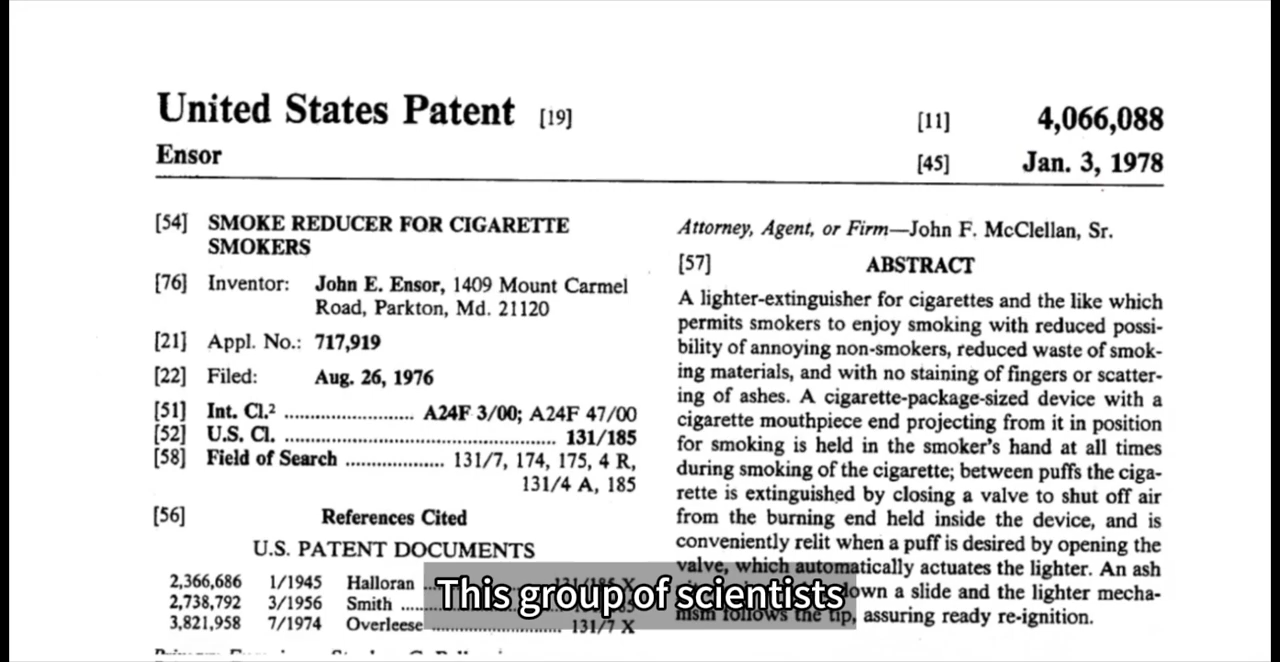 United States Patent [19]
Ensor
[11] 4,066,088
[45] Jan. 3, 1978
[54] SMOKE REDUCER FOR CIGARETTE
SMOKERS
[76] Inventor: John E. Ensor, 1409 Mount Carmel
Road, Parkton, Md. 21120
[21] Appl. No.: 717,919
[22] Filed: Aug. 26, 1976
[51] Int. Cl.² ........................ A24F 3/00; A24F 47/00
[52] U.S. Cl. ...................................................... 131/185
[58] Field of Search .................... 131/7, 174, 175, 4 R,
131/4 A, 185
[56] References Cited
U.S. PATENT DOCUMENTS
2,366,686 1/1945 Halloran
2,738,792 3/1956 Smith
3,821,958 7/1974 Overleese ........................... 131/7 X
Attorney, Agent, or Firm—John F. McClellan, Sr.
[57] ABSTRACT
A lighter-extinguisher for cigarettes and the like which
permits smokers to enjoy smoking with reduced possi-
bility of annoying non-smokers, reduced waste of smok-
ing materials, and with no staining of fingers or scatter-
ing of ashes. A cigarette-package-sized device with a
cigarette mouthpiece end projecting from it in position
for smoking is held in the smoker's hand at all times
during smoking of the cigarette; between puffs the ciga-
rette is extinguished by closing a valve to shut off air
from the burning end held inside the device, and is
conveniently relit when a puff is desired by opening the
valve, which automatically actuates the lighter. An ash
down a slide and the lighter mecha-
nism follows the tip, assuring ready re-ignition.
This group of scientists